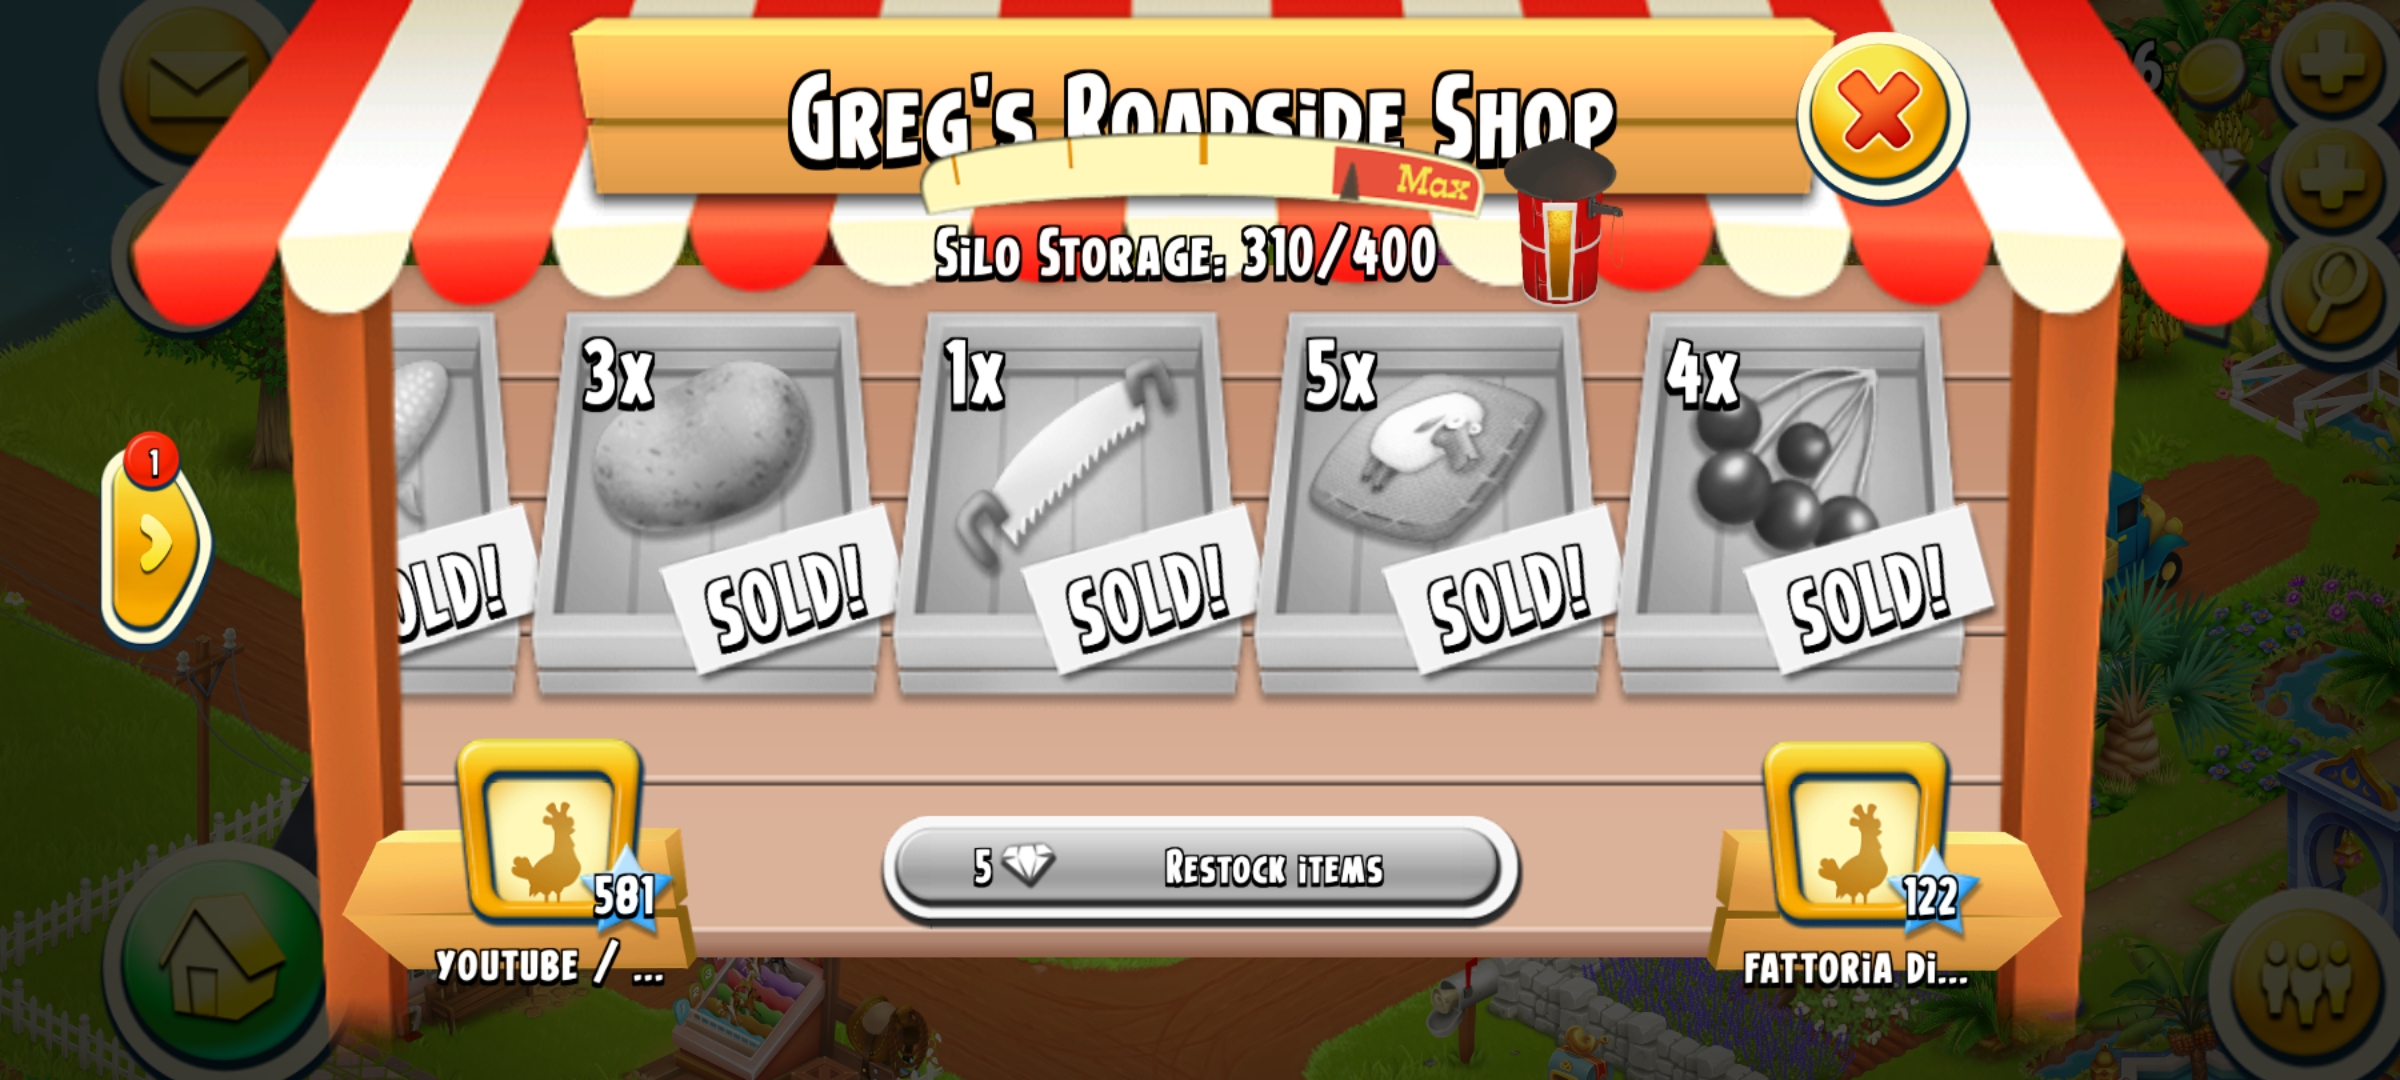 GREG'S ROADSIDE SHOP
Max
SILO STORAGE: 310/400
3x
1x
5x
4x
1
OLD!
SOLD!
SOLD!
SOLD!
SOLD!
5
RESTOCK ITEMS
581
122
YOUTUBE / ...
FATTORIA DI...
6